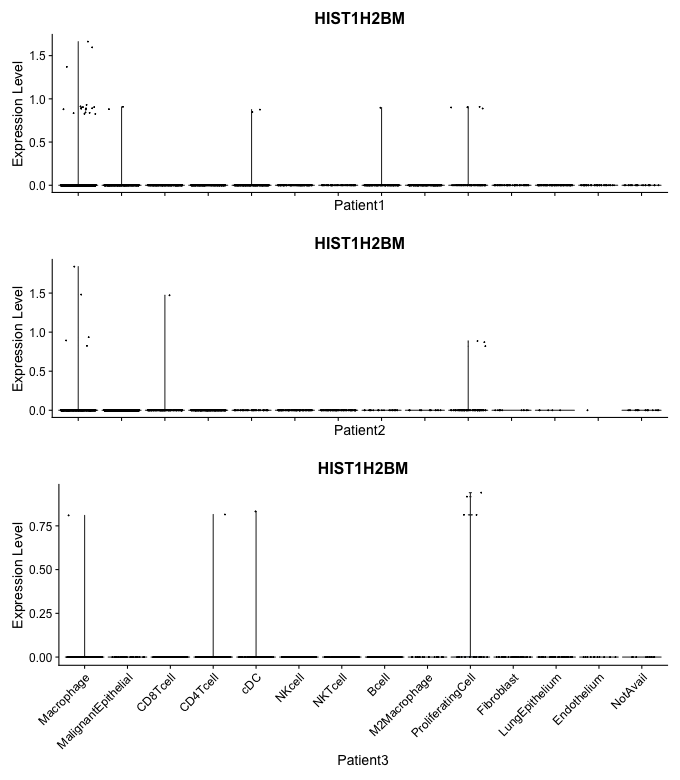 HIST1H2BM
Expression Level
1.5
1.0
0.5
0.0
Patient1
HIST1H2BM
Expression Level
1.5
1.0
0.5
0.0
Patient2
HIST1H2BM
Expression Level
0.75
0.50
0.25
0.00
Macrophage
MalignantEpithelial
CD8Tcell
CD4Tcell
cDC
NKcell
NKTcell
Bcell
M2Macrophage
ProliferatingCell
Fibroblast
LungEpithelium
Endothelium
NotAvail
Patient3